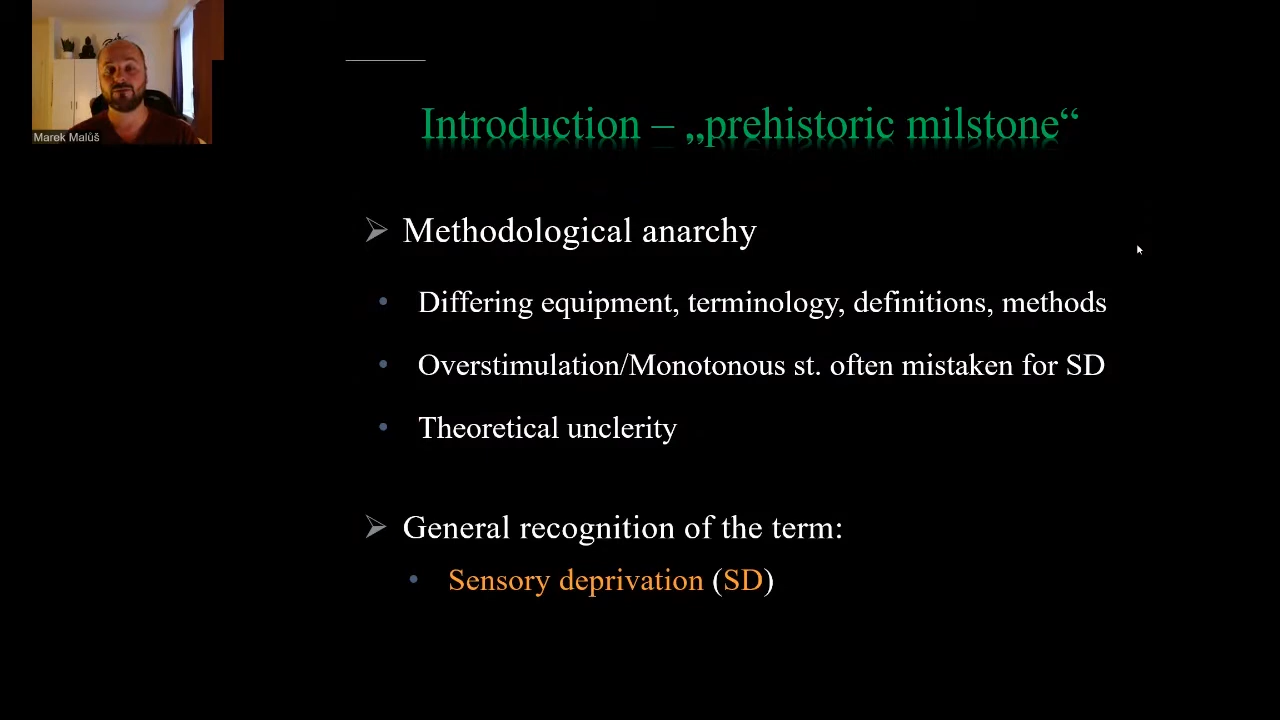 Marek Malůš
Introduction – „prehistoric milstone“
Methodological anarchy
Differing equipment, terminology, definitions, methods
Overstimulation/Monotonous st. often mistaken for SD
Theoretical unclerity
General recognition of the term:
Sensory deprivation (SD)